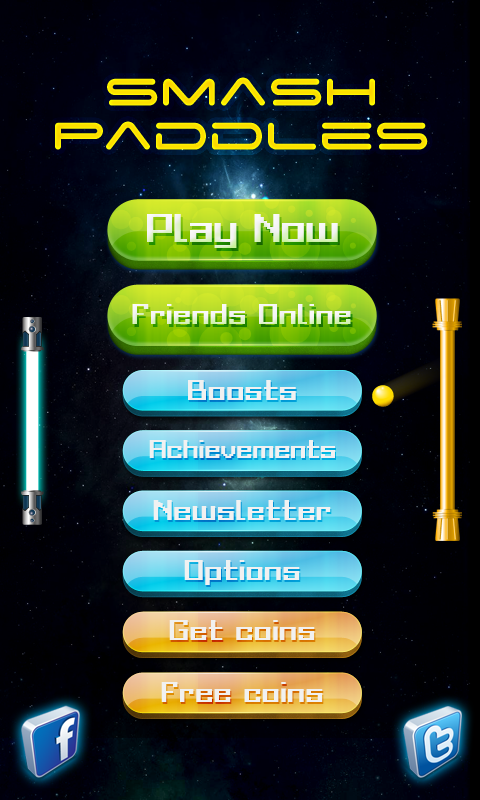 SMASH
PADDLES
Play Now
Friends Online
Boosts
Achievements
Newsletter
Options
Get coins
Free coins
f
t